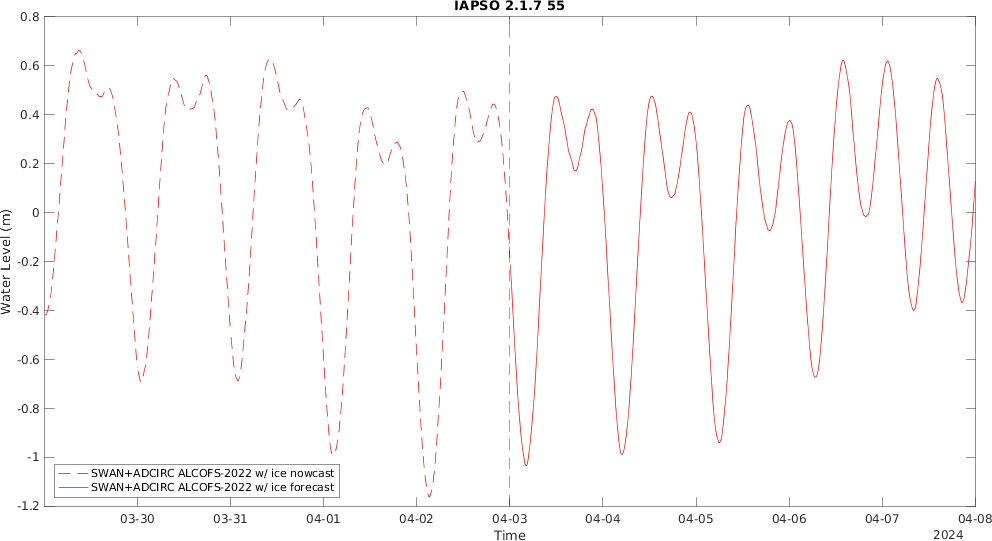 IAPSO 2.1.7 55
0.8
0.6
0.4
0.2
0
-0.2
-0.4
-0.6
-0.8
-1
-1.2
Water Level (m)
SWAN+ADCIRC ALCOFS-2022 w/ ice nowcast
SWAN+ADCIRC ALCOFS-2022 w/ ice forecast
03-30 03-31 04-01 04-02 04-03 04-04 04-05 04-06 04-07 04-08
Time
2024